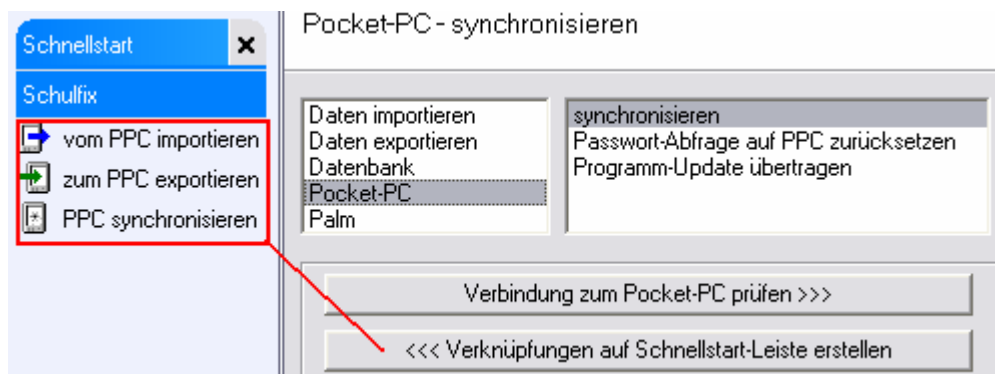 Schnellstart
Schulfix
vom PPC importieren
zum PPC exportieren
PPC synchronisieren
Pocket-PC - synchronisieren
Daten importieren
Daten exportieren
Datenbank
Pocket-PC
Palm
synchronisieren
Passwort-Abfrage auf PPC zurücksetzen
Programm-Update übertragen
Verbindung zum Pocket-PC prüfen >>>
<<< Verknüpfungen auf Schnellstart-Leiste erstellen